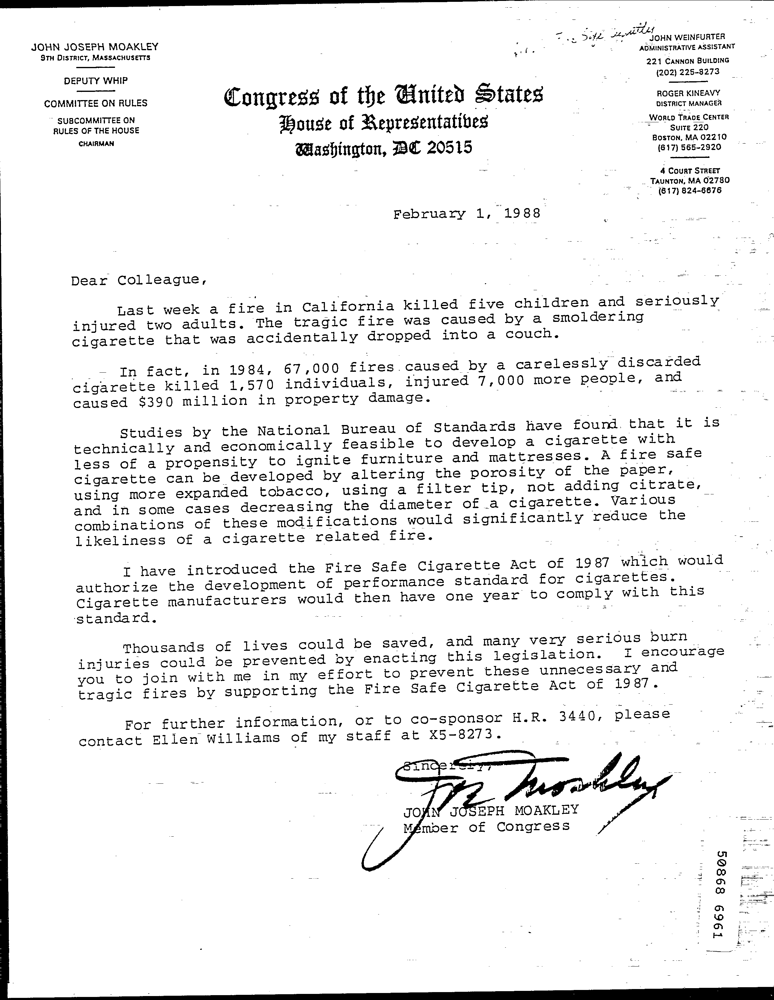 JOHN JOSEPH MOAKLEY
9TH DISTRICT, MASSACHUSETTS
DEPUTY WHIP
COMMITTEE ON RULES
SUBCOMMITTEE ON
RULES OF THE HOUSE
CHAIRMAN
Congress of the United States
House of Representatives
Washington, DC 20515
JOHN WEINFURTER
ADMINISTRATIVE ASSISTANT
221 CANNON BUILDING
(202) 225-8273
ROGER KINEAVY
DISTRICT MANAGER
WORLD TRADE CENTER
SUITE 220
BOSTON, MA 02210
(617) 565-2920
4 COURT STREET
TAUNTON, MA 02780
(617) 824-6676
February 1, 1988
Dear Colleague,
Last week a fire in California killed five children and seriously
injured two adults. The tragic fire was caused by a smoldering
cigarette that was accidentally dropped into a couch.
In fact, in 1984, 67,000 fires caused by a carelessly discarded
cigarette killed 1,570 individuals, injured 7,000 more people, and
caused $390 million in property damage.
Studies by the National Bureau of Standards have found that it is
technically and economically feasible to develop a cigarette with
less of a propensity to ignite furniture and mattresses. A fire safe
cigarette can be developed by altering the porosity of the paper,
using more expanded tobacco, using a filter tip, not adding citrate,
and in some cases decreasing the diameter of a cigarette. Various
combinations of these modifications would significantly reduce the
likeliness of a cigarette related fire.
I have introduced the Fire Safe Cigarette Act of 1987 which would
authorize the development of performance standard for cigarettes.
Cigarette manufacturers would then have one year to comply with this
standard.
Thousands of lives could be saved, and many very serious burn
injuries could be prevented by enacting this legislation. I encourage
you to join with me in my effort to prevent these unnecessary and
tragic fires by supporting the Fire Safe Cigarette Act of 1987.
For further information, or to co-sponsor H.R. 3440, please
contact Ellen Williams of my staff at X5-8273.
Sincerely,
Joe Moakley
JOHN JOSEPH MOAKLEY
Member of Congress
50868 6961